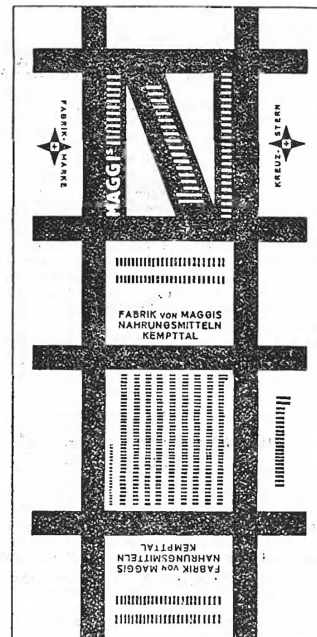 FABRIK-MARKE
MAGGI
KREUZ-STERN
FABRIK VON MAGGIS
NAHRUNGSMITTELN
KEMPTTAL
FABRIK VON MAGGIS
NAHRUNGSMITTELN
KEMPTTAL